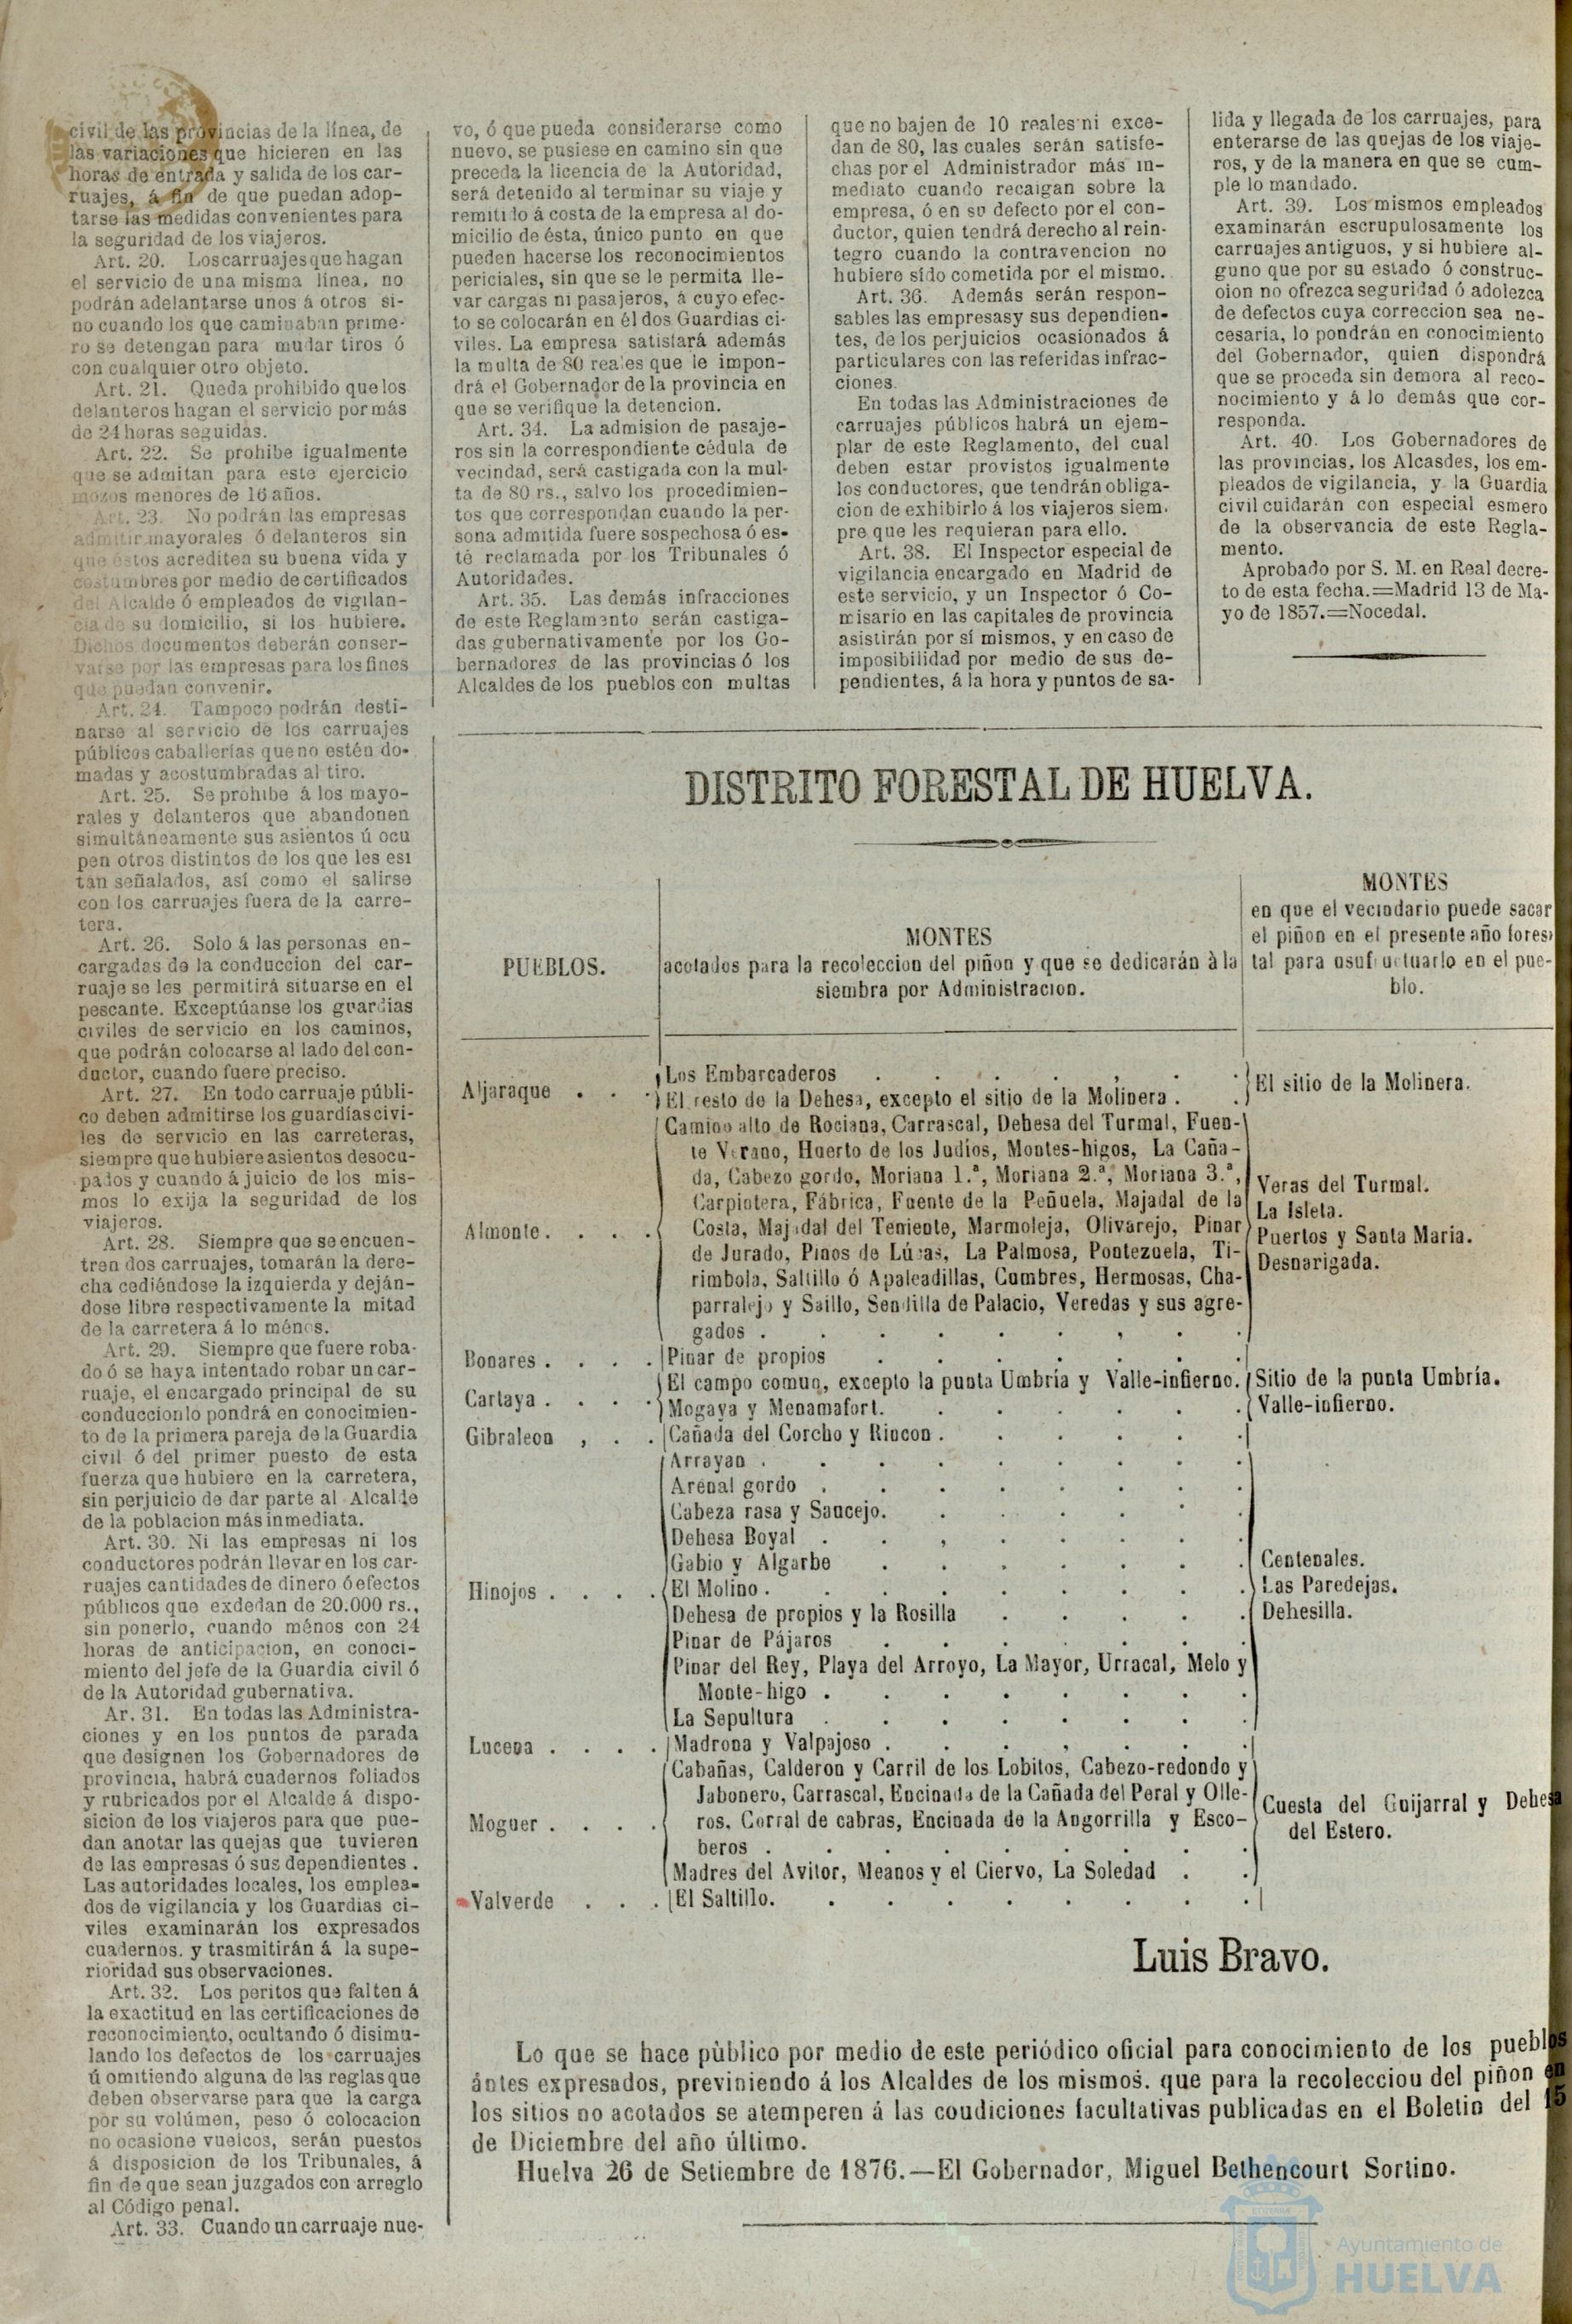 civil de las provincias de la línea, de
las variaciones que hicieren en las
horas de entrada y salida de los car-
ruajes, á fin de que puedan adop-
tarse las medidas convenientes para
la seguridad de los viajeros.
Art. 20. Los carruajes que hagan
el servicio de una misma línea, no
podrán adelantarse unos á otros si-
no cuando los que caminaban prime-
ro se detengan para mudar tiros ó
con cualquier otro objeto.
Art. 21. Queda prohibido que los
delanteros hagan el servicio por más
de 24 horas seguidas.
Art. 22. Se prohibe igualmente
que se admitan para este ejercicio
mozos menores de 16 años.
Art. 23. No podrán las empresas
admitir mayorales ó delanteros sin
que éstos acrediten su buena vida y
costumbres por medio de certificados
del Alcalde ó empleados de vigilan-
cia de su domicilio, si los hubiere.
Dichos documentos deberán conser-
varse por las empresas para los fines
que puedan convenir.
Art. 24. Tampoco podrán desti-
narse al servicio de los carruajes
públicos caballerías que no estén do-
madas y acostumbradas al tiro.
Art. 25. Se prohibe á los mayo-
rales y delanteros que abandonen
simultáneamente sus asientos ú ocu
pen otros distintos de los que les esi
tán señalados, así como el salirse
con los carruajes fuera de la carre-
tera.
Art. 26. Solo á las personas en-
cargadas de la conduccion del car-
ruaje se les permitirá situarse en el
pescante. Exceptúanse los guardias
civiles de servicio en los caminos,
que podrán colocarse al lado del con-
ductor, cuando fuere preciso.
Art. 27. En todo carruaje públi-
co deben admitirse los guardías civi-
les de servicio en las carreteras,
siempre que hubiere asientos desocu-
pados y cuando á juicio de los mis-
mos lo exija la seguridad de los
viajeros.
Art. 28. Siempre que se encuen-
tren dos carruajes, tomarán la dere-
cha cediéndose la izquierda y deján-
dose libre respectivamente la mitad
de la carretera á lo ménos.
Art. 29. Siempre que fuere roba-
do ó se haya intentado robar un car-
ruaje, el encargado principal de su
conduccionlo pondrá en conocimien-
to de la primera pareja de la Guardia
civil ó del primer puesto de esta
fuerza que hubiere en la carretera,
sin perjuicio de dar parte al Alcalde
de la poblacion más inmediata.
Art. 30. Ni las empresas ni los
conductores podrán llevar en los car-
ruajes cantidades de dinero ó efectos
públicos que exdedan de 20.000 rs.,
sin ponerlo, cuando ménos con 24
horas de anticipacion, en conoci-
miento del jefe de la Guardia civil ó
de la Autoridad gubernativa.
Ar. 31. En todas las Administra-
ciones y en los puntos de parada
que designen los Gobernadores de
provincia, habrá cuadernos foliados
y rubricados por el Alcalde á dispo-
sicion de los viajeros para que pue-
dan anotar las quejas que tuvieren
de las empresas ó sus dependientes.
Las autoridades locales, los emplea-
dos de vigilancia y los Guardias ci-
viles examinarán los expresados
cuadernos. y trasmitirán á la supe-
rioridad sus observaciones.
Art. 32. Los peritos que falten á
la exactitud en las certificaciones de
reconocimiento, ocultando ó disimu-
lando los defectos de los carruajes
ú omitiendo alguna de las reglas que
deben observarse para que la carga
por su volúmen, peso ó colocacion
no ocasione vuelcos, serán puestos
á disposicion de los Tribunales, á
fin de que sean juzgados con arreglo
al Código penal.
Art. 33. Cuando un carruaje nue-
vo, ó que pueda considerarse como
nuevo, se pusiese en camino sin que
preceda la licencia de la Autoridad,
será detenido al terminar su viaje y
remitido á costa de la empresa al do-
micilio de ésta, único punto en que
pueden hacerse los reconocimientos
periciales, sin que se le permita lle-
var cargas ni pasajeros, á cuyo efec-
to se colocarán en él dos Guardias ci-
viles. La empresa satisfará además
la multa de 80 reales que le impon-
drá el Gobernador de la provincia en
que se verifique la detencion.
Art. 34. La admision de pasaje-
ros sin la correspondiente cédula de
vecindad, será castigada con la mul-
ta de 80 rs., salvo los procedimien-
tos que correspondan cuando la per-
sona admitida fuere sospechosa ó es-
té reclamada por los Tribunales ó
Autoridades.
Art. 35. Las demás infracciones
de este Reglamento serán castiga-
das gubernativamente por los Go-
bernadores de las provincias ó los
Alcaldes de los pueblos con multas
que no bajen de 10 reales ni exce-
dan de 80, las cuales serán satisfe-
chas por el Administrador más in-
mediato cuando recaigan sobre la
empresa, ó en su defecto por el con-
ductor, quien tendrá derecho al rein-
tegro cuando la contravencion no
hubiere sído cometida por el mismo.
Art. 36. Además serán respon-
sables las empresasy sus dependien-
tes, de los perjuicios ocasionados á
particulares con las referidas infrac-
ciones.
En todas las Administraciones de
carruajes públicos habrá un ejem-
plar de este Reglamento, del cual
deben estar provistos igualmente
los conductores, que tendrán obliga-
cion de exhibirlo á los viajeros siem.
pre que les requieran para ello.
Art. 38. El Inspector especial de
vigilancia encargado en Madrid de
este servicio, y un Inspector ó Co-
misario en las capitales de provincia
asistirán por sí mismos, y en caso de
imposibilidad por medio de sus de-
pendientes, á la hora y puntos de sa-
lida y llegada de los carruajes, para
enterarse de las quejas de los viaje-
ros, y de la manera en que se cum-
ple lo mandado.
Art. 39. Los mismos empleados
examinarán escrupulosamente los
carruajes antiguos, y si hubiere al-
guno que por su estado ó construc-
oion no ofrezca seguridad ó adolezca
de defectos cuya correccion sea ne-
cesaria, lo pondrán en conocimiento
del Gobernador, quien dispondrá
que se proceda sin demora al reco-
nocimiento y á lo demás que cor-
responda.
Art. 40. Los Gobernadores de
las provincias, los Alcasdes, los em-
pleados de vigilancia, y la Guardia
civil cuidarán con especial esmero
de la observancia de este Regla-
mento.
Aprobado por S. M. en Real decre-
to de esta fecha.=Madrid 13 de Ma-
yo de 1857.=Nocedal.
DISTRITO FORESTAL DE HUELVA.
PUEBLOS.
MONTES
acotados para la recoleccion del piñon y que se dedicarán à la
siembra por Administracion.
MONTES
en que el vecindario puede sacar
el piñon en el presente año fores-
tal para usufructuarlo en el pue-
blo.
Aljaraque . . .
Los Embarcaderos
El resto de la Dehesa, excepto el sitio de la Molinera .
El sitio de la Molinera.
Almonte. . . .
Camino alto de Rociana, Carrascal, Dehesa del Turmal, Fuen-
te Verano, Huerto de los Judíos, Montes-higos, La Caña-
da, Cabezo gordo, Moriana 1.ª, Moriana 2.ª, Moriana 3.ª,
Carpintera, Fábrica, Fuente de la Peñuela, Majadal de la
Costa, Majadal del Teniente, Marmoleja, Olivarejo, Pinar
de Jurado, Pinos de Lúcas, La Palmosa, Pontezuela, Ti-
rimbola, Saltillo ó Apaleadillas, Cumbres, Hermosas, Cha-
parralejo y Saillo, Sendilla de Palacio, Veredas y sus agre-
gados .
Veras del Turmal.
La Isleta.
Puertos y Santa Maria.
Desnarigada.
Bonares . . . .
Pinar de propios
Cartaya . . .
El campo comun, excepto la punta Umbría y Valle-infierno.
Mogaya y Menamafort.
Sitio de la punta Umbría.
Valle-infierno.
Gibraleon , . .
Cañada del Corcho y Rincon .
Hinojos . . . .
Arrayan .
Arenal gordo .
Cabeza rasa y Saucejo.
Dehesa Boyal .
Gabio y Algarbe
El Molino .
Dehesa de propios y la Rosilla
Pinar de Pájaros
Pinar del Rey, Playa del Arroyo, La Mayor, Urracal, Melo y
Monte-higo .
La Sepultura
Centenales.
Las Paredejas.
Dehesilla.
Lucena . . . .
Madrona y Valpajoso .
Moguer . . . .
Cabañas, Calderon y Carril de los Lobitos, Cabezo-redondo y
Jabonero, Carrascal, Encinada de la Cañada del Peral y Olle-
ros, Corral de cabras, Encinada de la Angorrilla y Esco-
beros .
Madres del Avitor, Meanos y el Ciervo, La Soledad
Cuesta del Guijarral y Dehesa
del Estero.
Valverde . . .
El Saltillo.
Luis Bravo.
Lo que se hace pùblico por medio de este periódico oficial para conocimiento de los pueblos
ántes expresados, previniendo á los Alcaldes de los mismos. que para la recolecciou del piñon en
los sitios no acotados se atemperen á las coudiciones facultativas publicadas en el Boletin del 15
de Diciembre del año último.
Huelva 26 de Setiembre de 1876.—El Gobernador, Miguel Bethencourt Sortino.
Ayuntamiento de
HUELVA